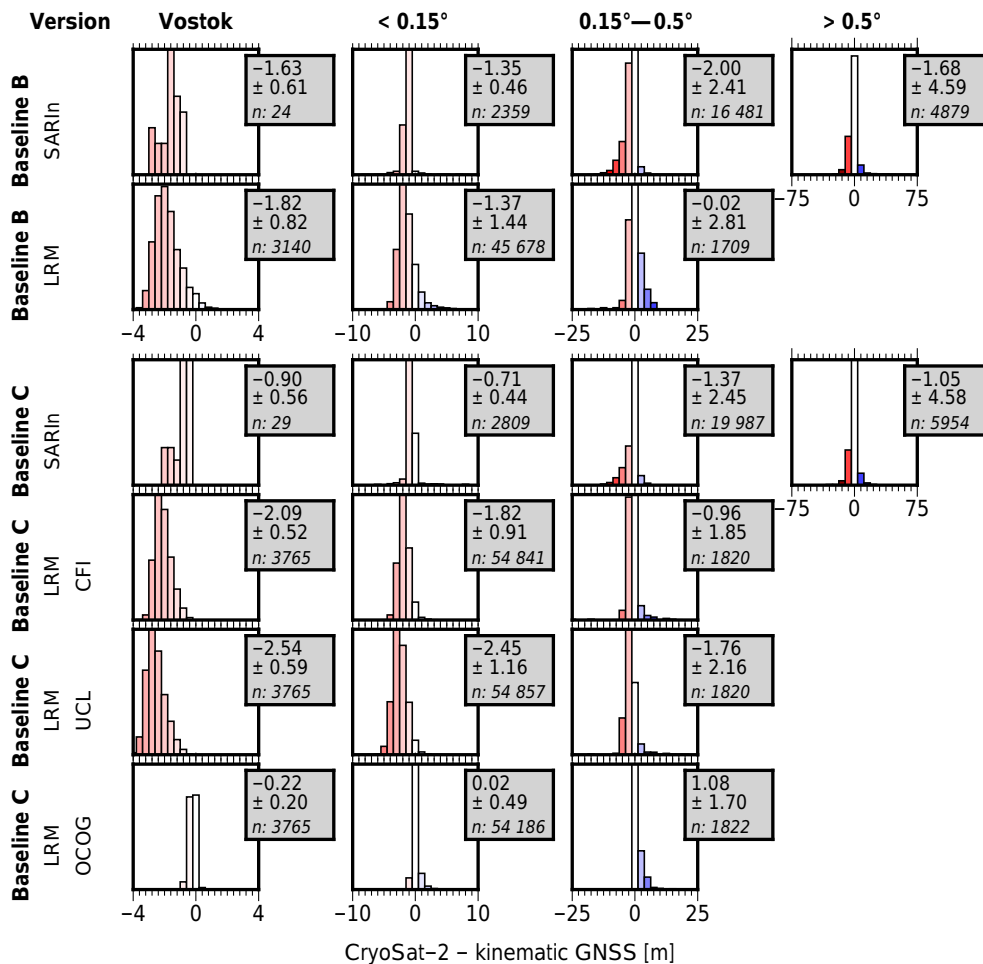 Version Vostok < 0.15° 0.15°—0.5° > 0.5°
Baseline B
SARIn
−1.63
± 0.61
n: 24
−1.35
± 0.46
n: 2359
−2.00
± 2.41
n: 16 481
−1.68
± 4.59
n: 4879
−75 0 75
Baseline B
LRM
−1.82
± 0.82
n: 3140
−1.37
± 1.44
n: 45 678
−0.02
± 2.81
n: 1709
−4 0 4
−10 0 10
−25 0 25
Baseline C
SARIn
−0.90
± 0.56
n: 29
−0.71
± 0.44
n: 2809
−1.37
± 2.45
n: 19 987
−1.05
± 4.58
n: 5954
−75 0 75
Baseline C
LRM
CFI
−2.09
± 0.52
n: 3765
−1.82
± 0.91
n: 54 841
−0.96
± 1.85
n: 1820
Baseline C
LRM
UCL
−2.54
± 0.59
n: 3765
−2.45
± 1.16
n: 54 857
−1.76
± 2.16
n: 1820
Baseline C
LRM
OCOG
−0.22
± 0.20
n: 3765
0.02
± 0.49
n: 54 186
1.08
± 1.70
n: 1822
−4 0 4
−10 0 10
−25 0 25
CryoSat−2 − kinematic GNSS [m]